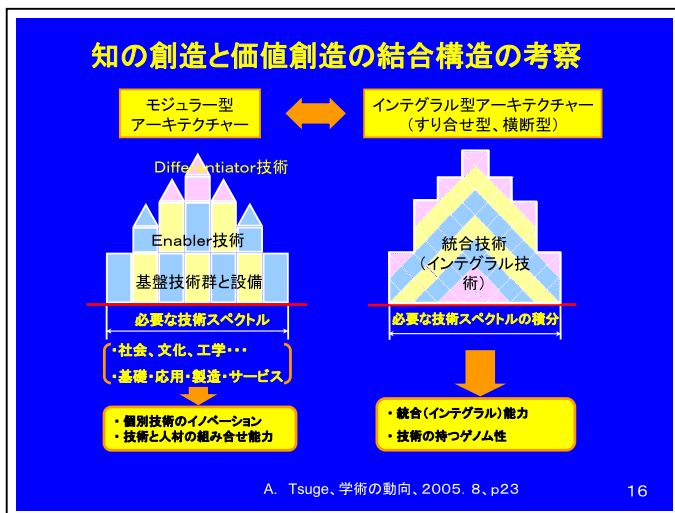 知の創造と価値創造の結合構造の考察
モジュラー型
アーキテクチャー
インテグラル型アーキテクチャー
（すり合せ型、横断型）
Differentiator技術
Enabler技術
基盤技術群と設備
統合技術
（インテグラル技
術）
必要な技術スペクトル
必要な技術スペクトルの積分
・社会、文化、工学・・・
・基礎・応用・製造・サービス
・個別技術のイノベーション
・技術と人材の組み合せ能力
・統合（インテグラル）能力
・技術の持つゲノム性
A. Tsuge、学術の動向、2005. 8、p23
16